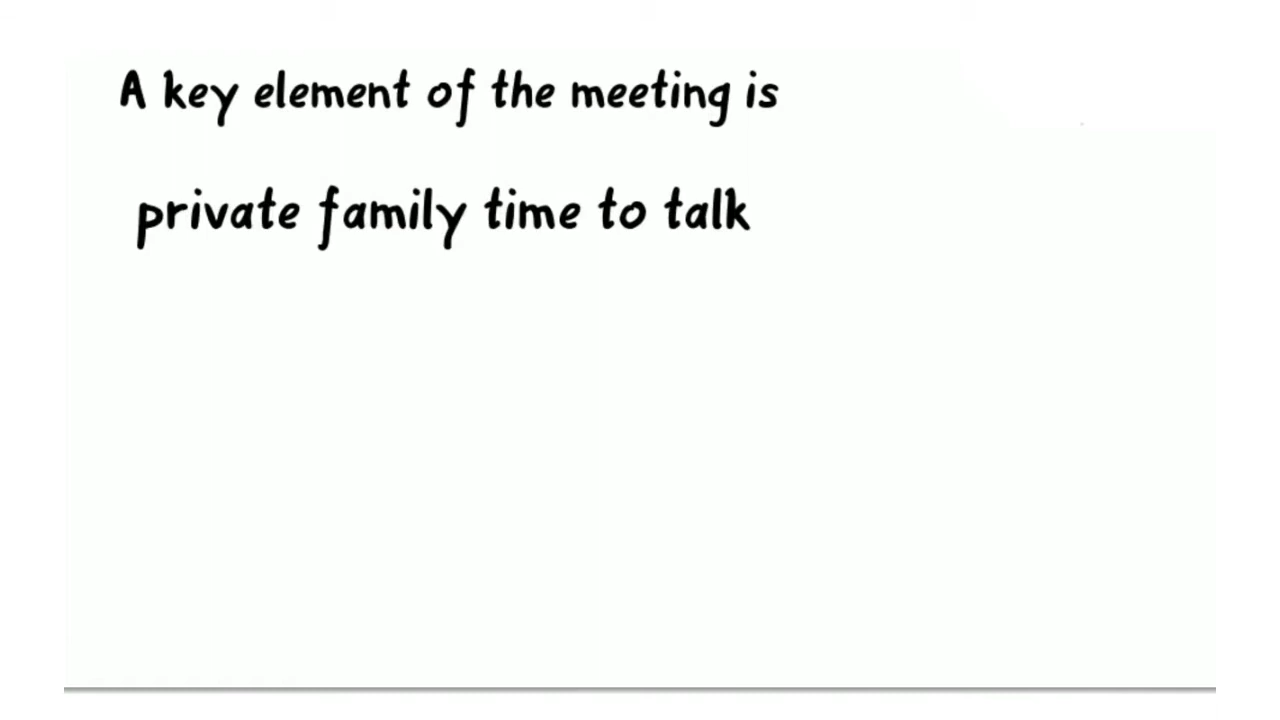 A key element of the meeting is
private family time to talk